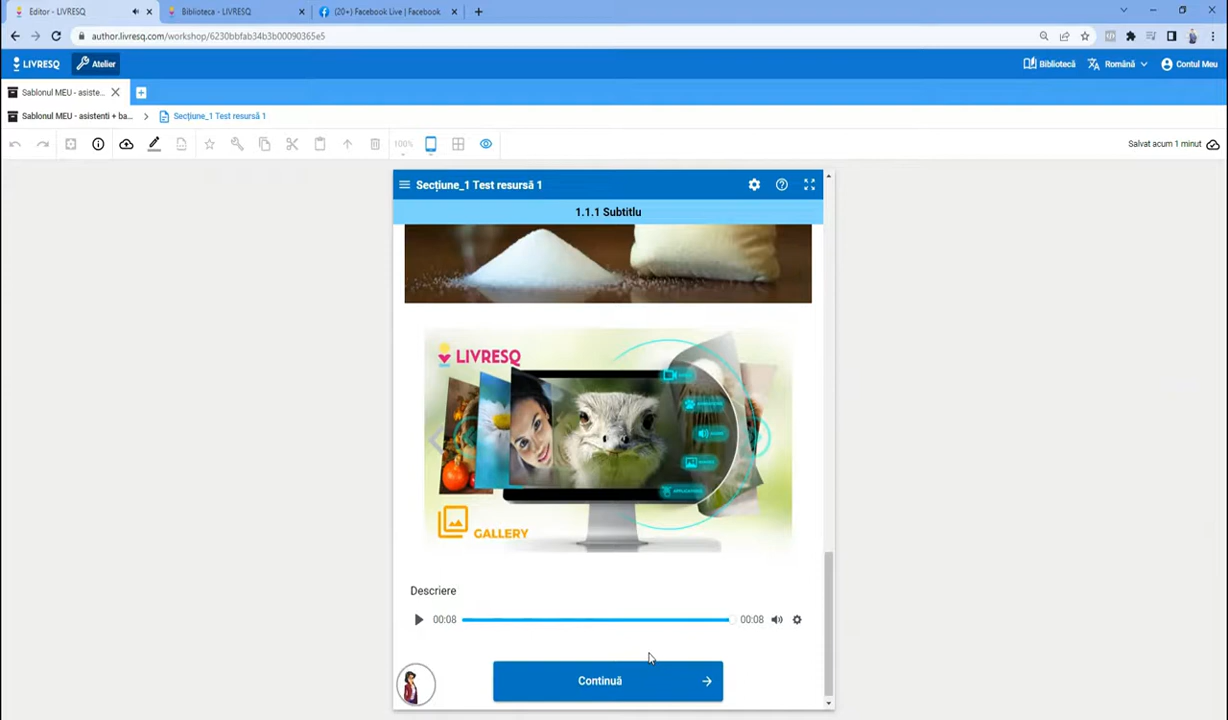 Editor - LIVRESQ
Biblioteca - LIVRESQ
(20+) Facebook Live | Facebook
author.livresq.com/workshop/6230bbfab34b3b00090365e5
LIVRESQ
Atelier
Bibliotecă
Română
Contul Meu
Sablonul MEU - asiste...
Sablonul MEU - asistenti + ba...
Secțiune_1 Test resursă 1
100%
Salvat acum 1 minut
Secțiune_1 Test resursă 1
1.1.1 Subtitlu
LIVRESQ
GALLERY
Descriere
00:08
00:08
Continuă